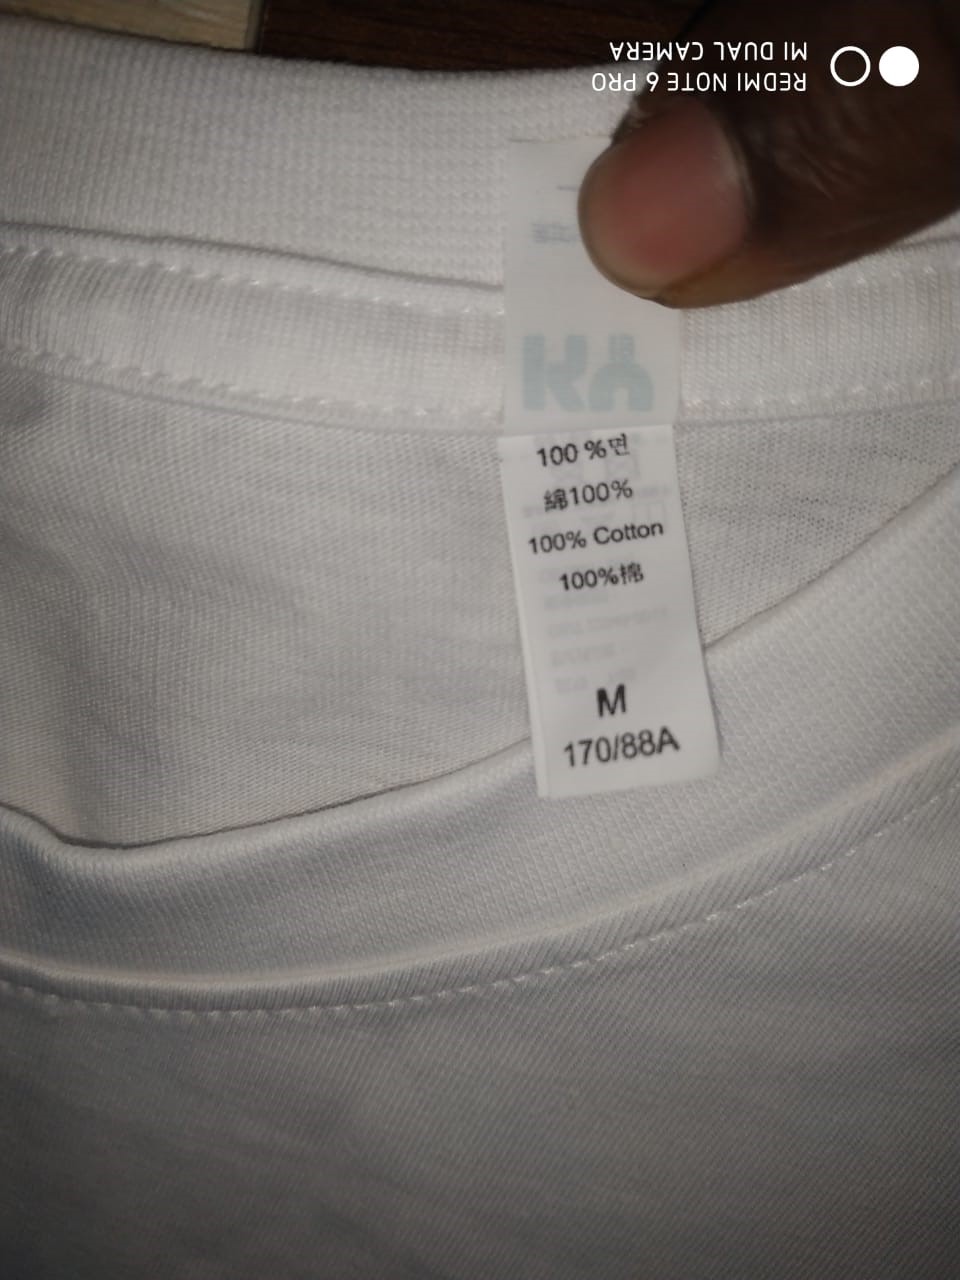 REDMI NOTE 6 PRO
MI DUAL CAMERA
100 %면
綿100%
100% Cotton
100%棉
M
170/88A